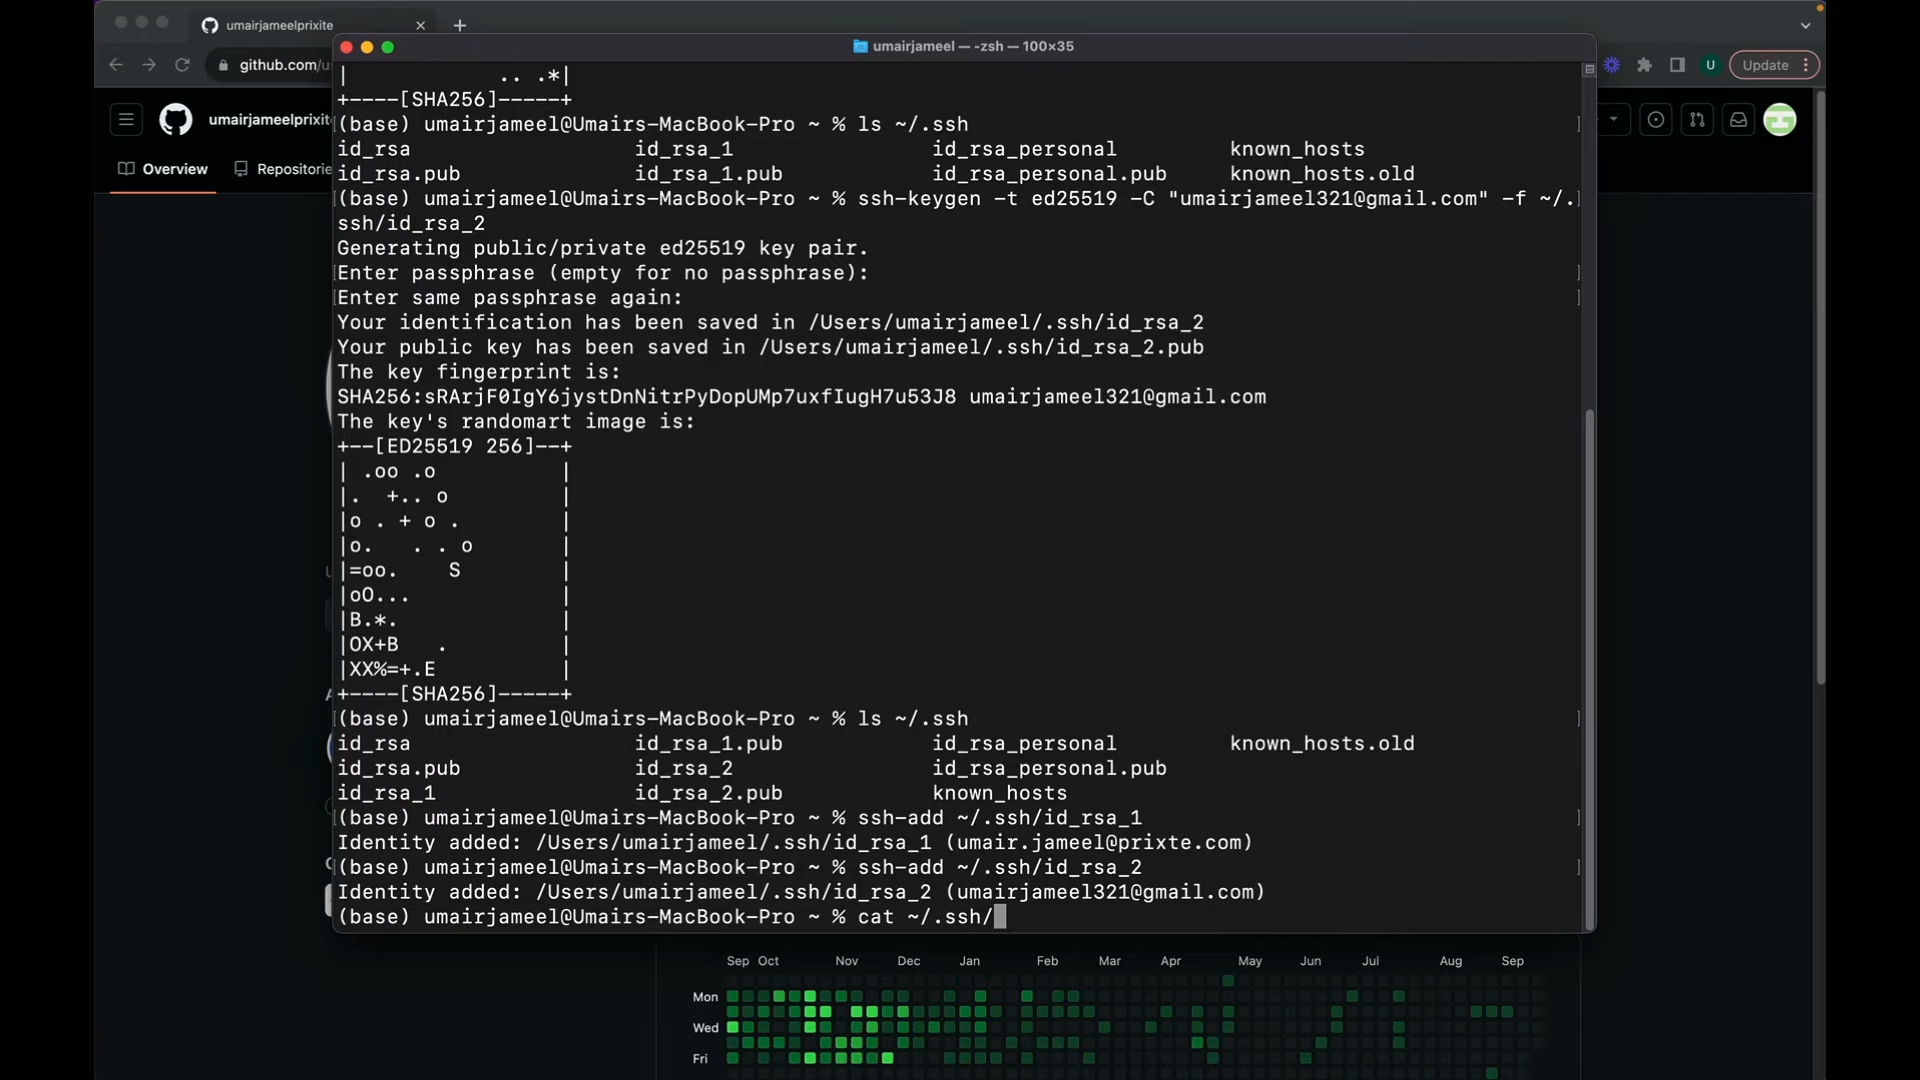 umairjameelprixite
github.com/u
Update
U
umairjameel — -zsh — 100×35
umairjameelprixit
Overview
Repositorie
| .. .*|
+----[SHA256]-----+
(base) umairjameel@Umairs-MacBook-Pro ~ % ls ~/.ssh
id_rsa id_rsa_1 id_rsa_personal known_hosts
id_rsa.pub id_rsa_1.pub id_rsa_personal.pub known_hosts.old
(base) umairjameel@Umairs-MacBook-Pro ~ % ssh-keygen -t ed25519 -C "umairjameel321@gmail.com" -f ~/.
ssh/id_rsa_2
Generating public/private ed25519 key pair.
Enter passphrase (empty for no passphrase):
Enter same passphrase again:
Your identification has been saved in /Users/umairjameel/.ssh/id_rsa_2
Your public key has been saved in /Users/umairjameel/.ssh/id_rsa_2.pub
The key fingerprint is:
SHA256:sRArjF0IgY6jystDnNitrPyDopUMp7uxfIugH7u53J8 umairjameel321@gmail.com
The key's randomart image is:
+--[ED25519 256]--+
| .oo .o          |
|.  +.. o         |
|o . + o .        |
|o.   . . o       |
|=oo.    S        |
|oO...            |
|B.*.             |
|OX+B   .         |
|XX%=+.E          |
+----[SHA256]-----+
(base) umairjameel@Umairs-MacBook-Pro ~ % ls ~/.ssh
id_rsa id_rsa_1.pub id_rsa_personal known_hosts.old
id_rsa.pub id_rsa_2 id_rsa_personal.pub
id_rsa_1 id_rsa_2.pub known_hosts
(base) umairjameel@Umairs-MacBook-Pro ~ % ssh-add ~/.ssh/id_rsa_1
Identity added: /Users/umairjameel/.ssh/id_rsa_1 (umair.jameel@prixte.com)
(base) umairjameel@Umairs-MacBook-Pro ~ % ssh-add ~/.ssh/id_rsa_2
Identity added: /Users/umairjameel/.ssh/id_rsa_2 (umairjameel321@gmail.com)
(base) umairjameel@Umairs-MacBook-Pro ~ % cat ~/.ssh/
Sep Oct Nov Dec Jan Feb Mar Apr May Jun Jul Aug Sep
Mon
Wed
Fri